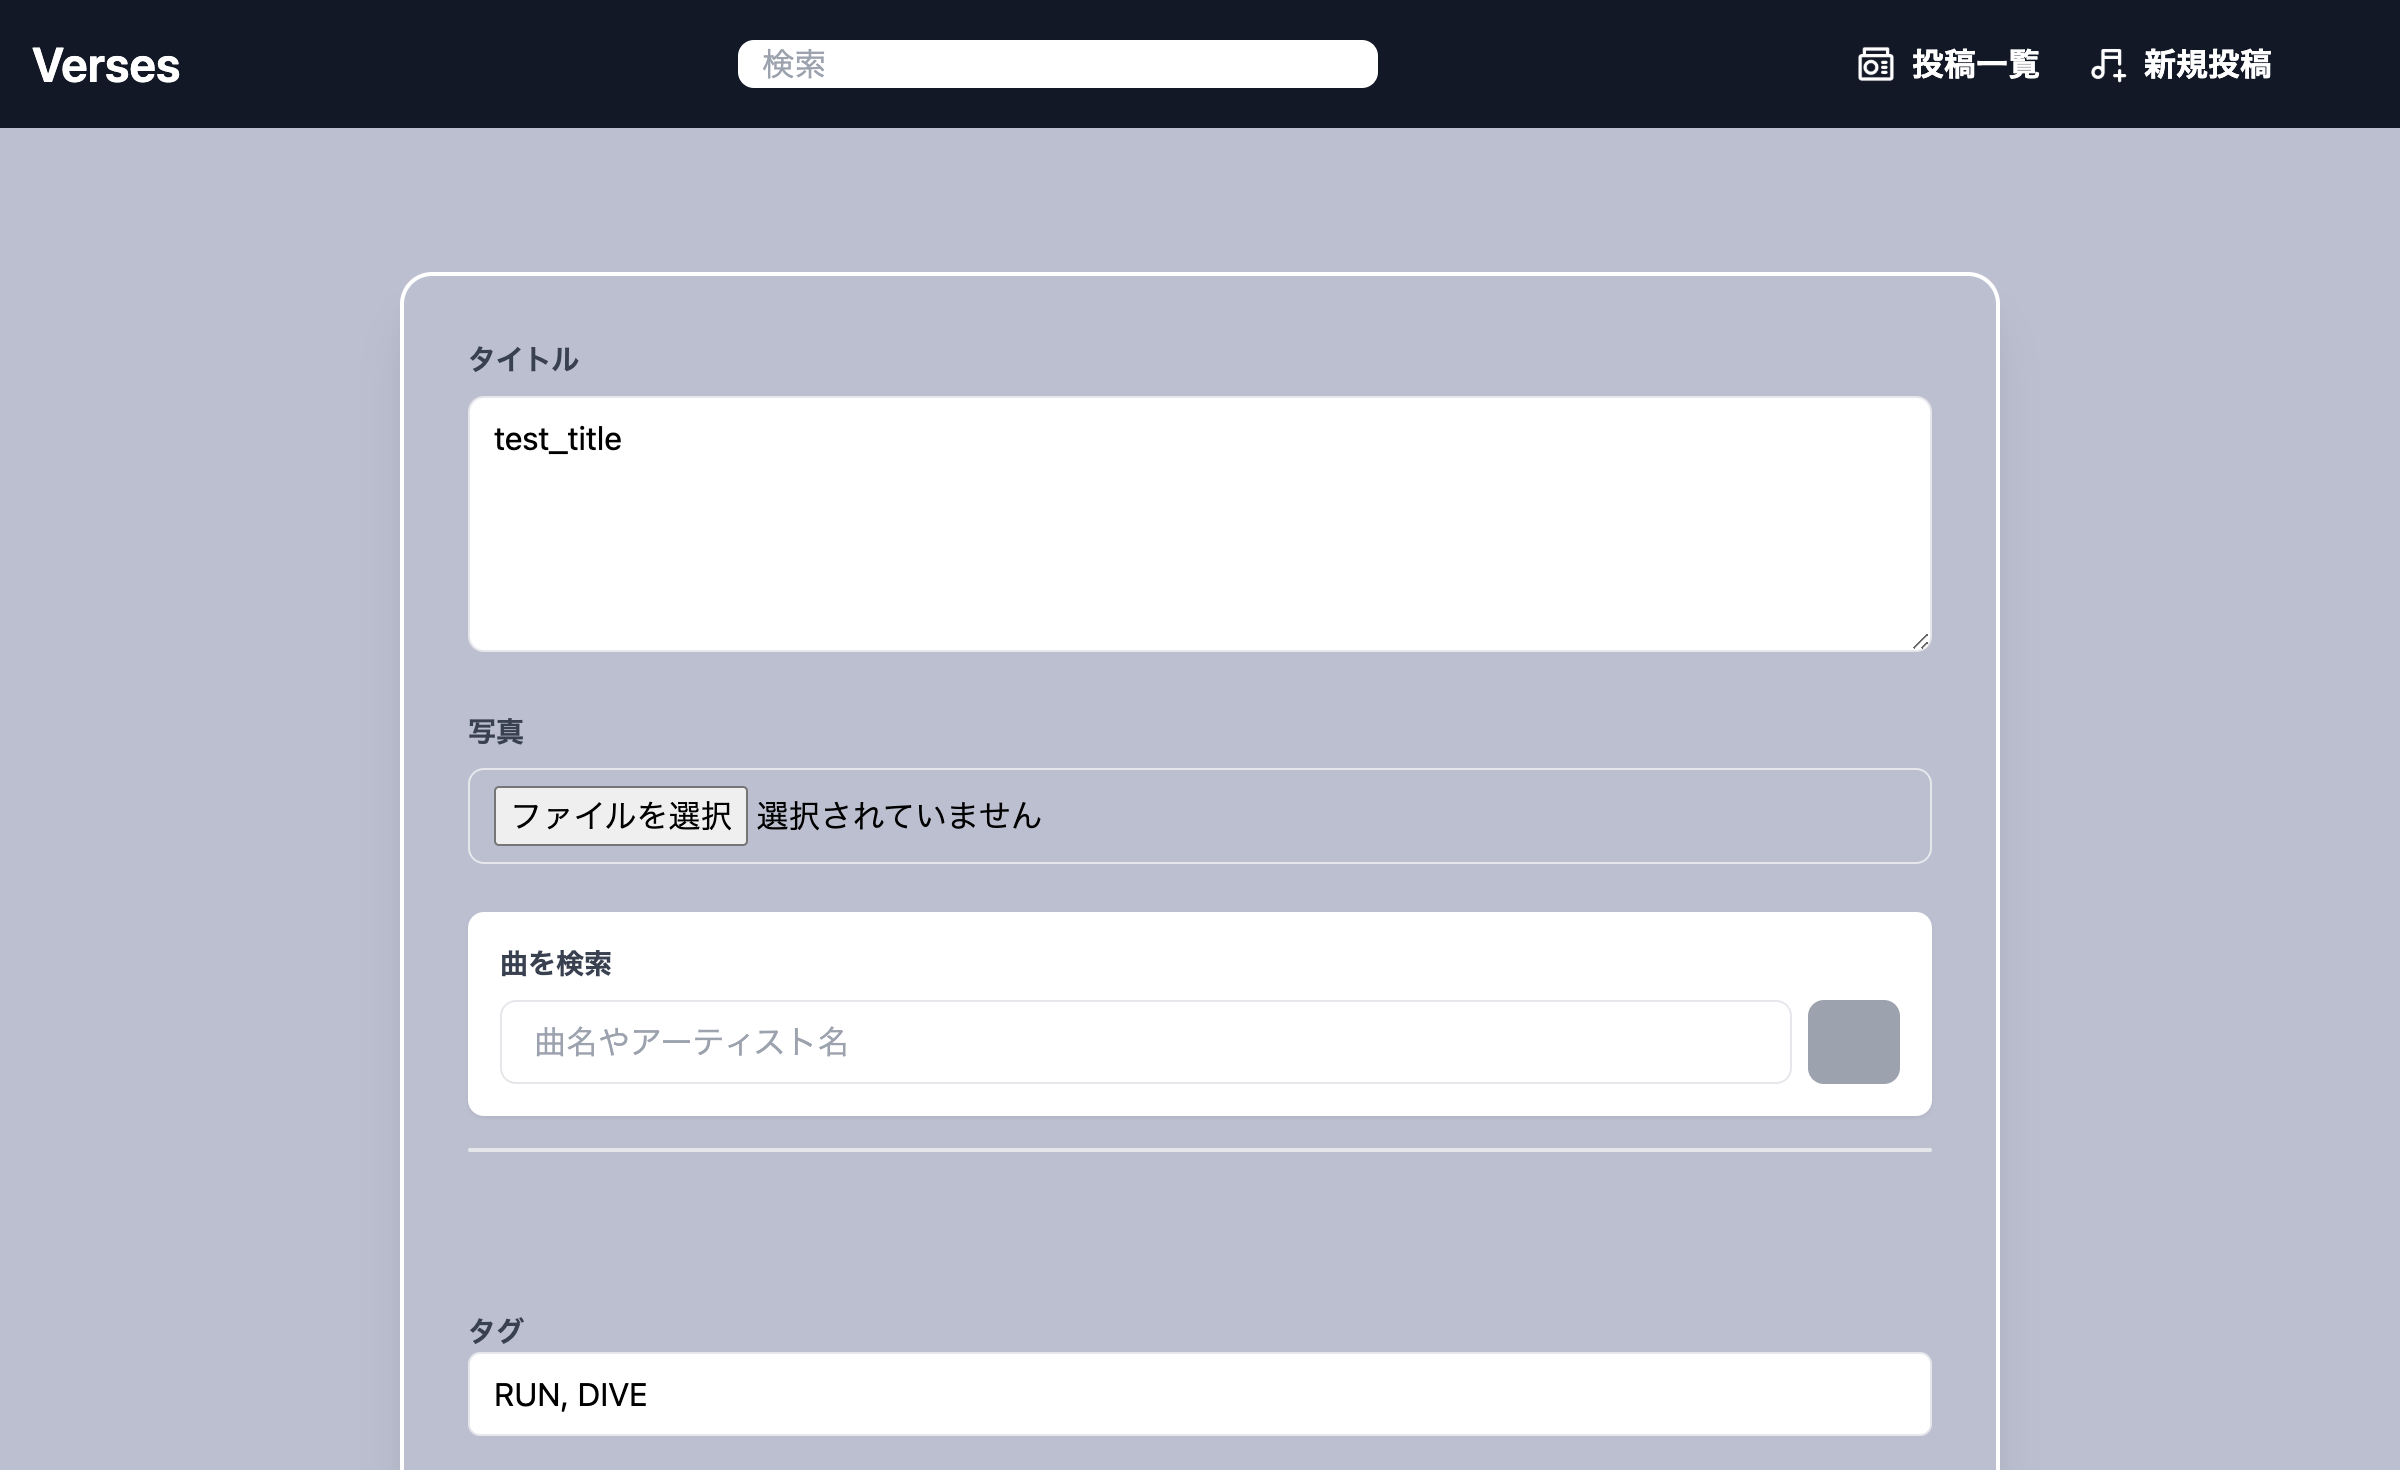 Verses
検索
投稿一覧
新規投稿
タイトル
test_title
写真
ファイルを選択 選択されていません
曲を検索
曲名やアーティスト名
タグ
RUN, DIVE